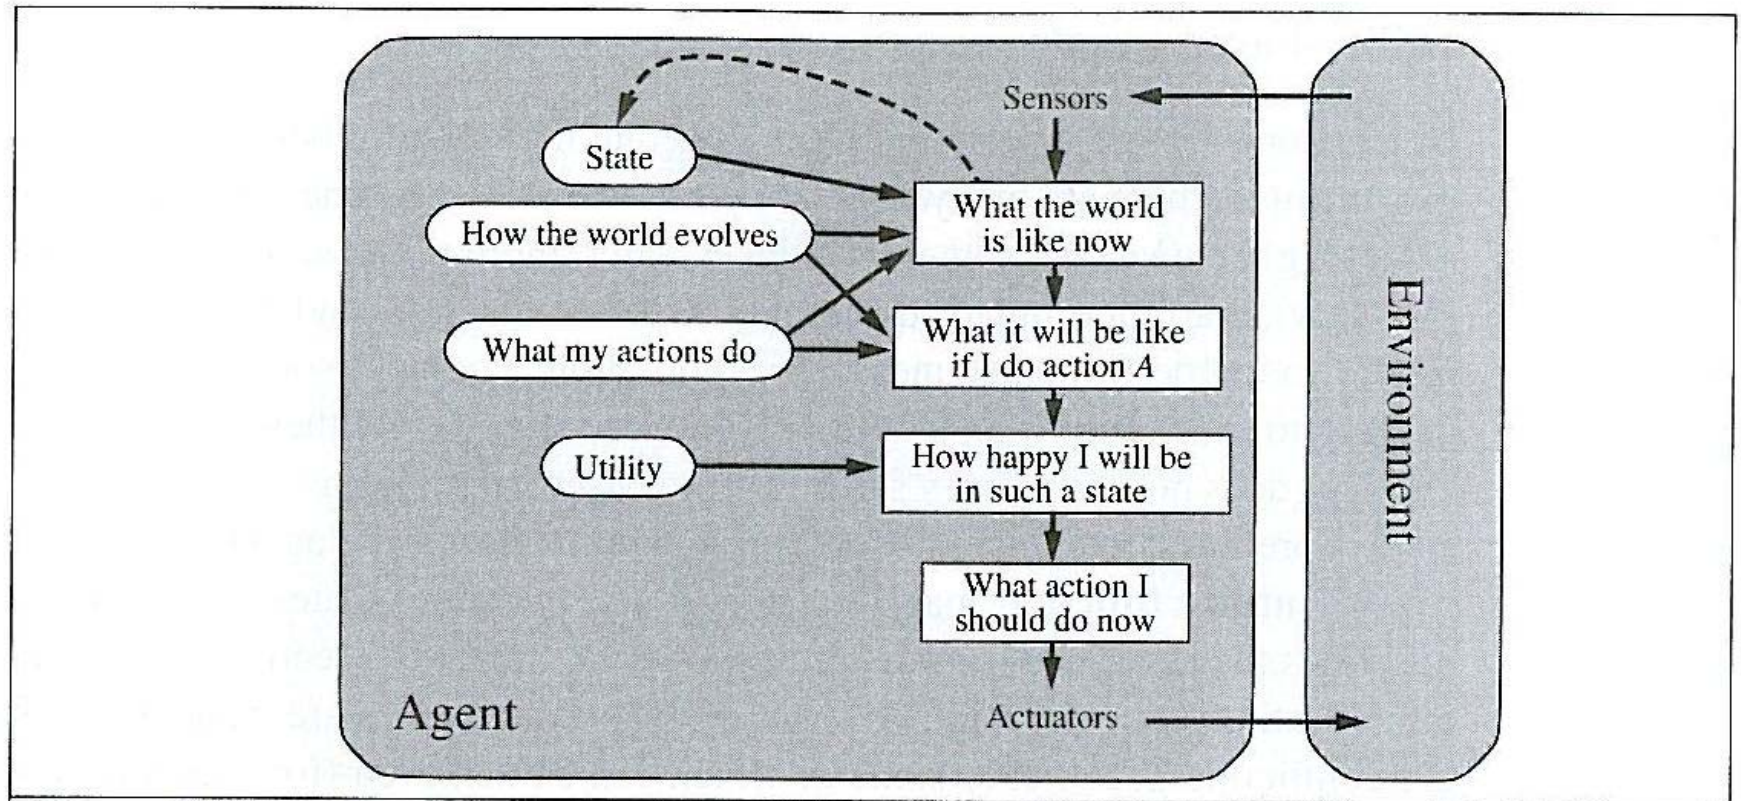 Sensors
State
What the world
is like now
How the world evolves
What my actions do
What it will be like
if I do action A
Utility
How happy I will be
in such a state
What action I
should do now
Agent
Actuators
Environment